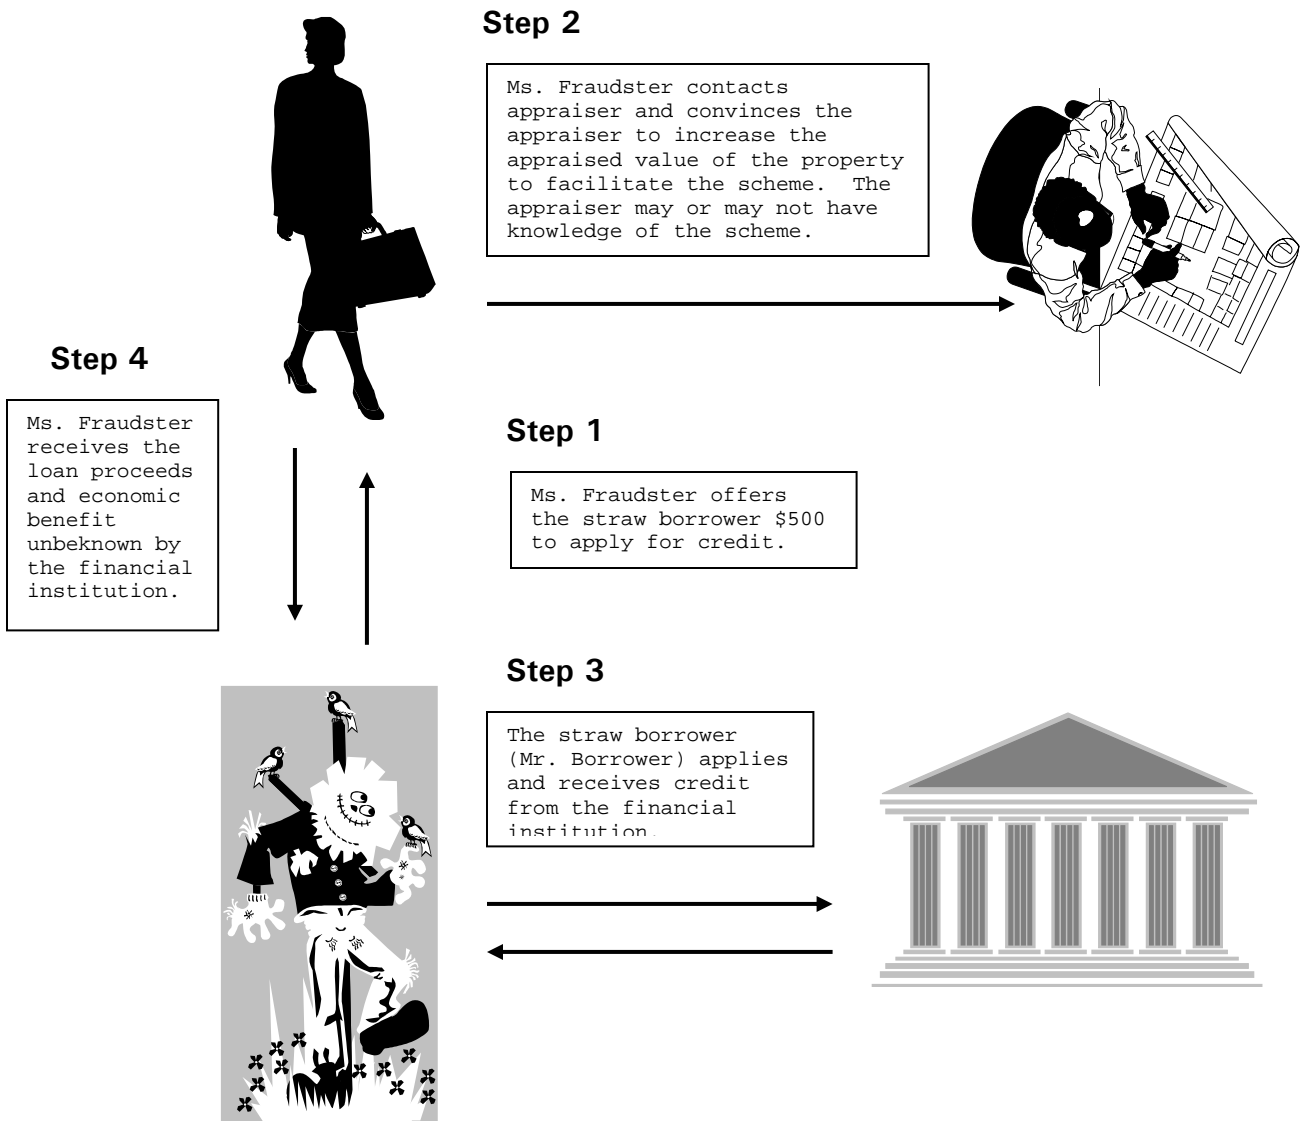 Step 2
Ms. Fraudster contacts
appraiser and convinces the
appraiser to increase the
appraised value of the property
to facilitate the scheme.  The
appraiser may or may not have
knowledge of the scheme.
Step 4
Ms. Fraudster
receives the
loan proceeds
and economic
benefit
unbeknown by
the financial
institution.
Step 1
Ms. Fraudster offers
the straw borrower $500
to apply for credit.
Step 3
The straw borrower
(Mr. Borrower) applies
and receives credit
from the financial
institution.